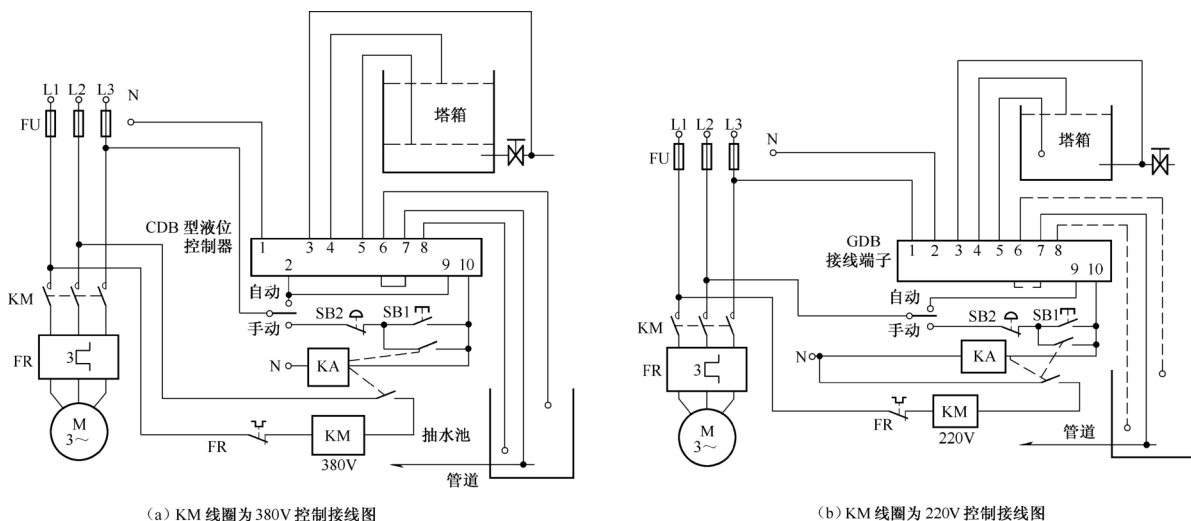 L1 L2 L3 N
FU
塔箱
CDB 型液位
控制器
1 3 4 5 6 7 8
2 9 10
自动
手动
SB2 SB1
KM
FR 3
N KA
M
3~
FR
KM
380V
抽水池
管道
(a) KM 线圈为 380V 控制接线图
L1 L2 L3
N
FU
塔箱
GDB
接线端子
1 2 3 4 5 6 7 8
9 10
自动
手动
SB2 SB1
KM
FR 3
N KA
M
3~
FR
KM
220V
管道
(b) KM 线圈为 220V 控制接线图